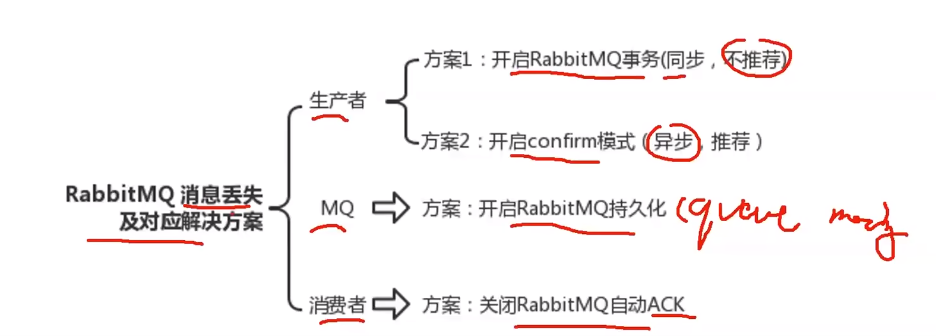 方案1：开启RabbitMQ事务(同步，不推荐)
生产者
方案2：开启confirm模式（异步，推荐）
RabbitMQ 消息丢失
及对应解决方案
MQ
方案：开启RabbitMQ持久化
(queue
消费者
方案：关闭RabbitMQ自动ACK